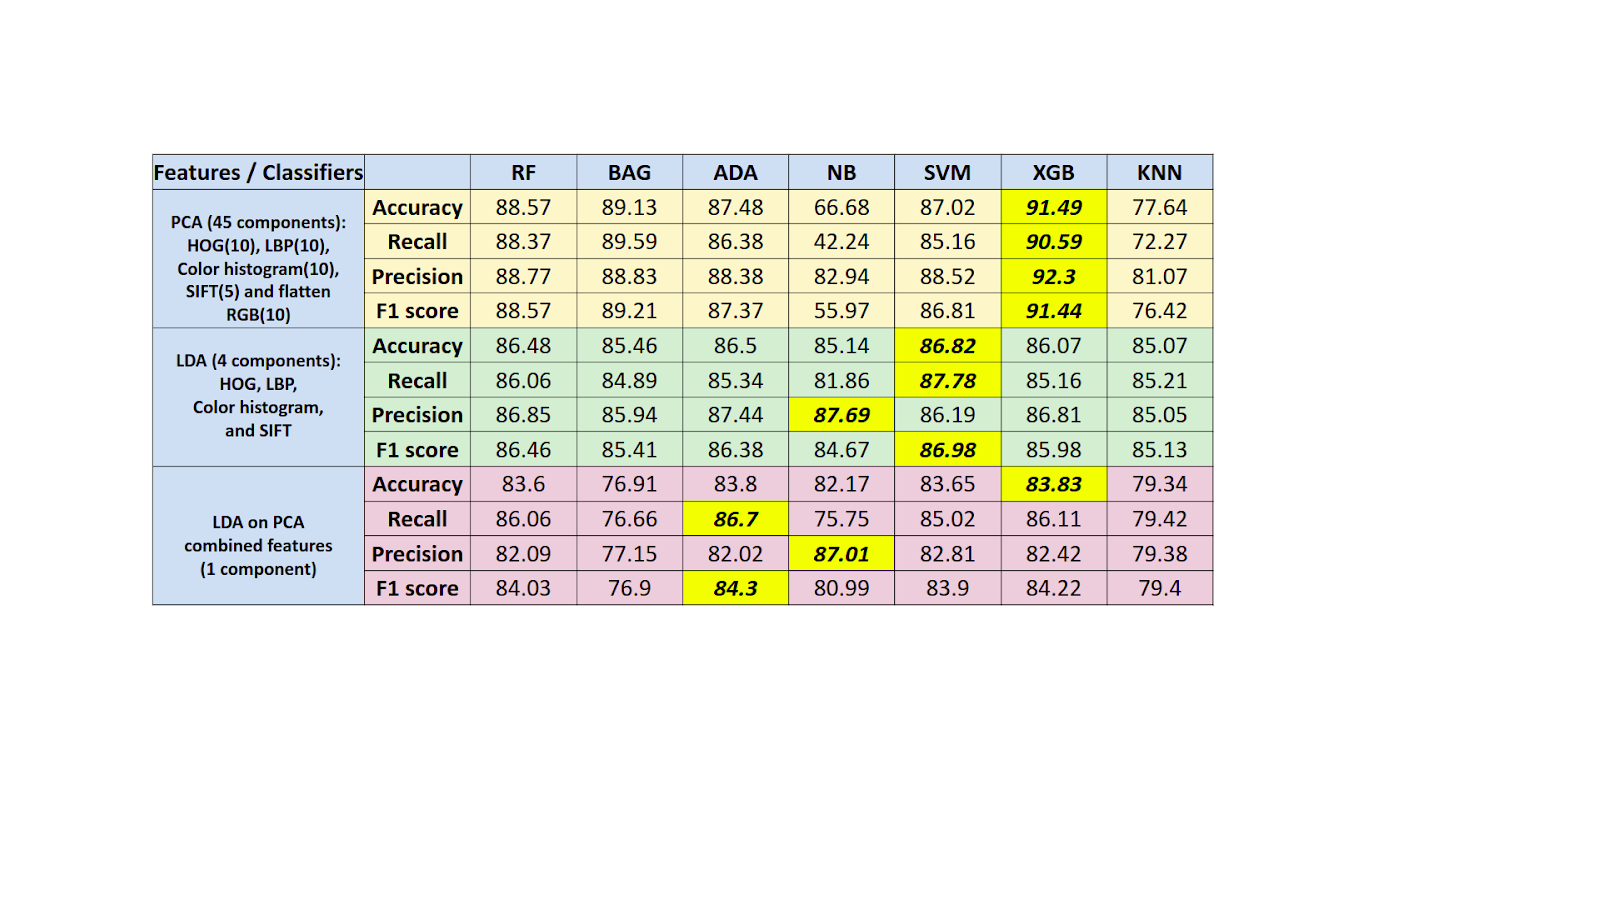 Features / Classifiers RF BAG ADA NB SVM XGB KNN
PCA (45 components):
HOG(10), LBP(10),
Color histogram(10),
SIFT(5) and flatten
RGB(10)
Accuracy 88.57 89.13 87.48 66.68 87.02 91.49 77.64
Recall 88.37 89.59 86.38 42.24 85.16 90.59 72.27
Precision 88.77 88.83 88.38 82.94 88.52 92.3 81.07
F1 score 88.57 89.21 87.37 55.97 86.81 91.44 76.42
LDA (4 components):
HOG, LBP,
Color histogram,
and SIFT
Accuracy 86.48 85.46 86.5 85.14 86.82 86.07 85.07
Recall 86.06 84.89 85.34 81.86 87.78 85.16 85.21
Precision 86.85 85.94 87.44 87.69 86.19 86.81 85.05
F1 score 86.46 85.41 86.38 84.67 86.98 85.98 85.13
LDA on PCA
combined features
(1 component)
Accuracy 83.6 76.91 83.8 82.17 83.65 83.83 79.34
Recall 86.06 76.66 86.7 75.75 85.02 86.11 79.42
Precision 82.09 77.15 82.02 87.01 82.81 82.42 79.38
F1 score 84.03 76.9 84.3 80.99 83.9 84.22 79.4